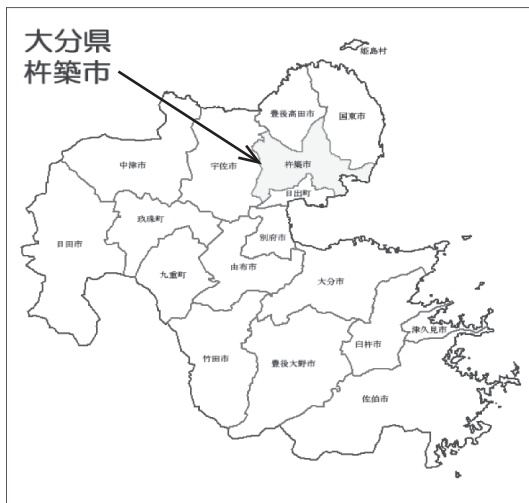 大分県
杵築市
姫島村
豊後高田市
国東市
中津市
宇佐市
杵築市
日出町
玖珠町
日田市
別府市
九重町
由布市
大分市
津久見市
臼杵市
竹田市
豊後大野市
佐伯市